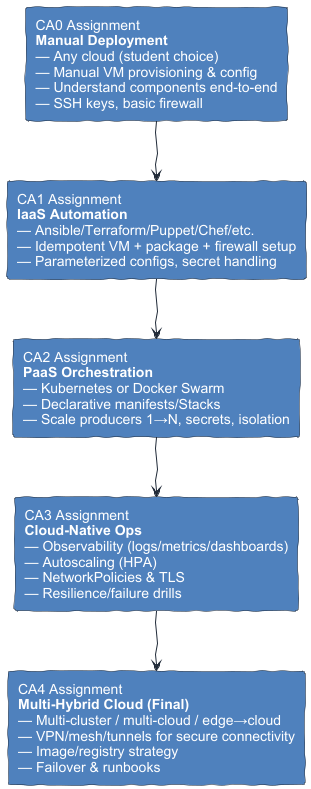 CA0 Assignment
Manual Deployment
— Any cloud (student choice)
— Manual VM provisioning & config
— Understand components end-to-end
— SSH keys, basic firewall
CA1 Assignment
IaaS Automation
— Ansible/Terraform/Puppet/Chef/etc.
— Idempotent VM + package + firewall setup
— Parameterized configs, secret handling
CA2 Assignment
PaaS Orchestration
— Kubernetes or Docker Swarm
— Declarative manifests/Stacks
— Scale producers 1→N, secrets, isolation
CA3 Assignment
Cloud-Native Ops
— Observability (logs/metrics/dashboards)
— Autoscaling (HPA)
— NetworkPolicies & TLS
— Resilience/failure drills
CA4 Assignment
Multi-Hybrid Cloud (Final)
— Multi-cluster / multi-cloud / edge→cloud
— VPN/mesh/tunnels for secure connectivity
— Image/registry strategy
— Failover & runbooks